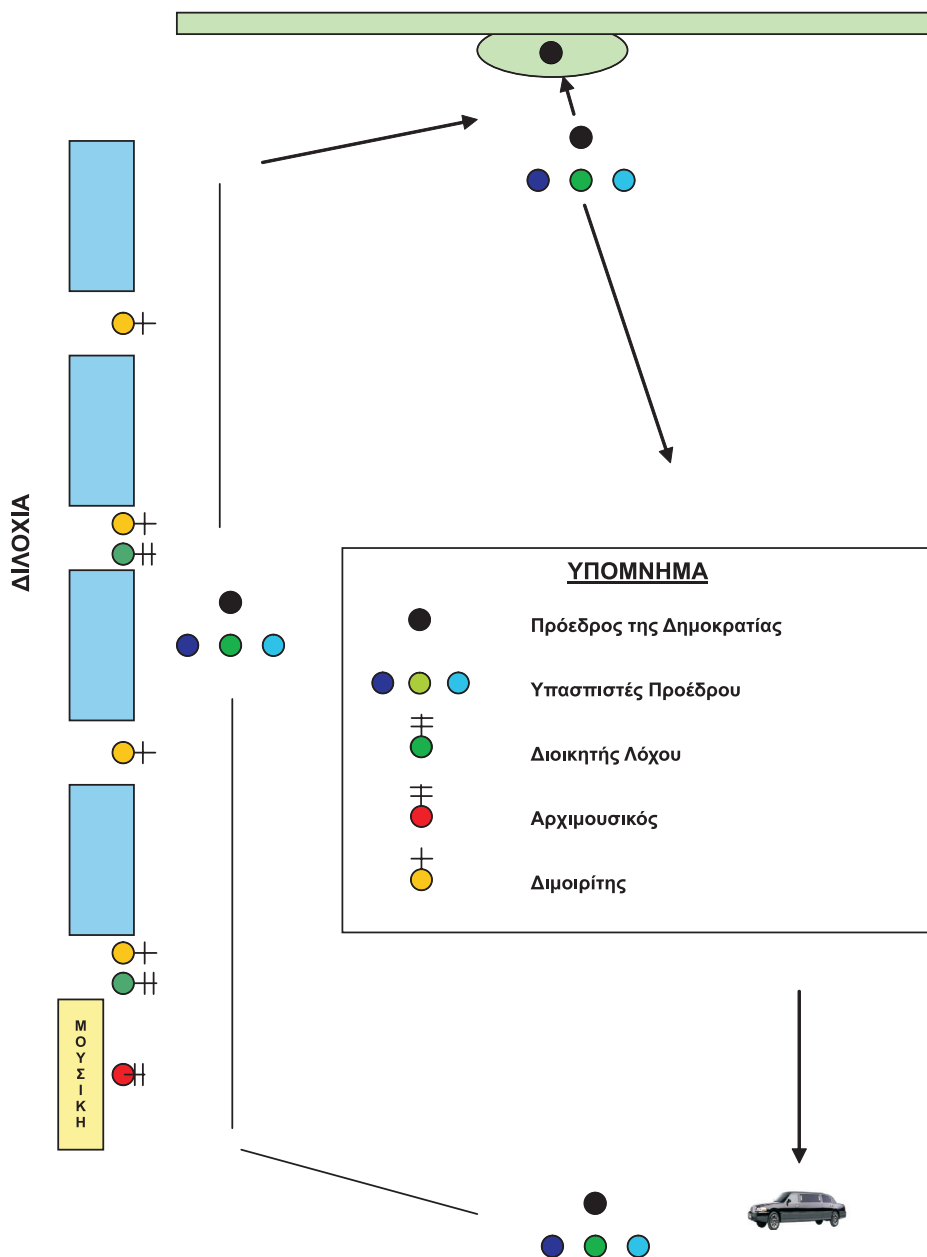 ΔΙΛΟΧΙΑ
ΥΠΟΜΝΗΜΑ
Πρόεδρος της Δημοκρατίας
Υπασπιστές Προέδρου
Διοικητής Λόχου
Αρχιμουσικός
Διμοιρίτης
ΜΟΥΣΙΚΗ